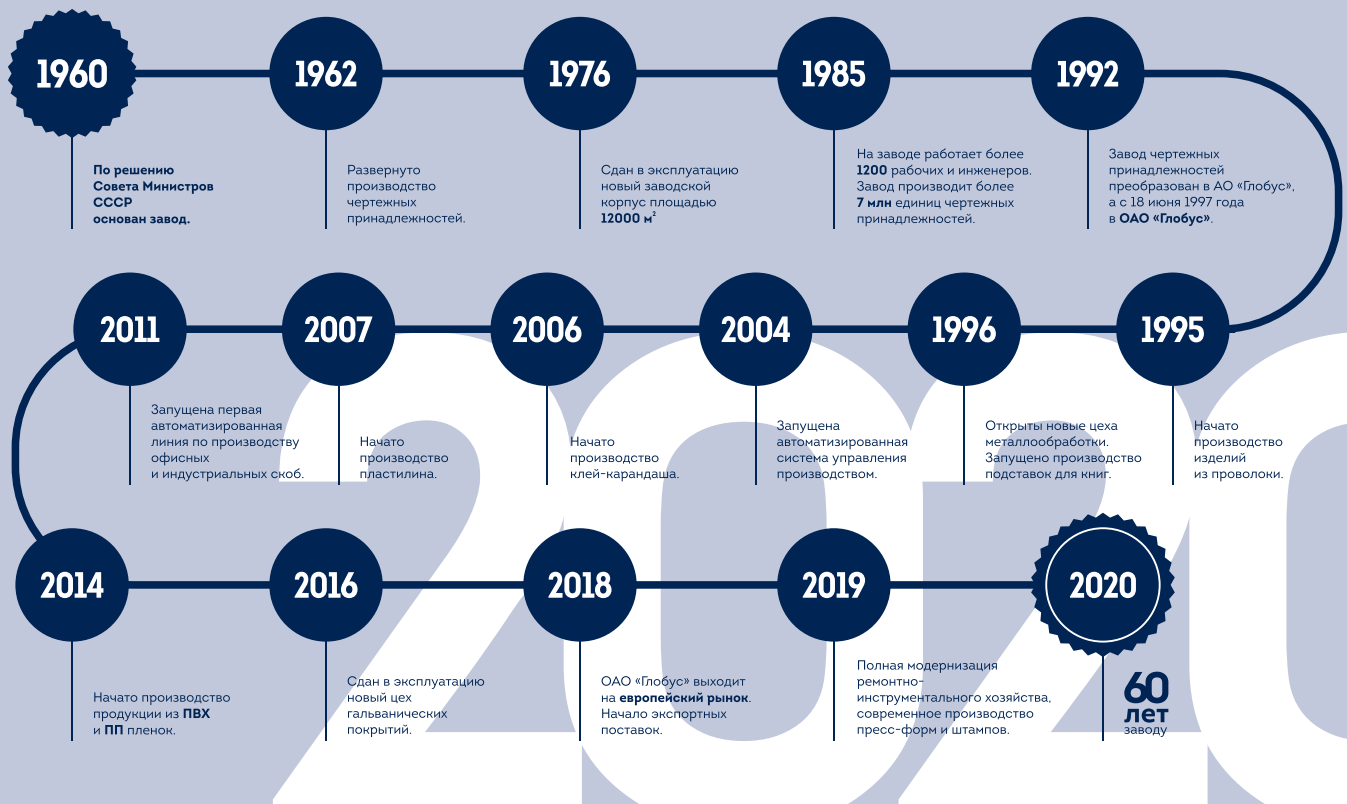 1960
По решению
Совета Министров
СССР
основан завод.
1962
Развернуто
производство
чертежных
принадлежностей.
1976
Сдан в эксплуатацию
новый заводской
корпус площадью
12000 м²
1985
На заводе работает более
1200 рабочих и инженеров.
Завод производит более
7 млн единиц чертежных
принадлежностей.
1992
Завод чертежных
принадлежностей
преобразован в АО «Глобус»,
а с 18 июня 1997 года
в ОАО «Глобус».
1995
Начато
производство
изделий
из проволоки.
1996
Открыты новые цеха
металлообработки.
Запущено производство
подставок для книг.
2004
Запущена
автоматизированная
система управления
производством.
2006
Начато
производство
клей-карандаша.
2007
Начато
производство
пластилина.
2011
Запущена первая
автоматизированная
линия по производству
офисных
и индустриальных скоб.
2014
Начато производство
продукции из ПВХ
и ПП пленок.
2016
Сдан в эксплуатацию
новый цех
гальванических
покрытий.
2018
ОАО «Глобус» выходит
на европейский рынок.
Начало экспортных
поставок.
2019
Полная модернизация
ремонтно-
инструментального хозяйства,
современное производство
пресс-форм и штампов.
2020
60
лет
заводу
2020